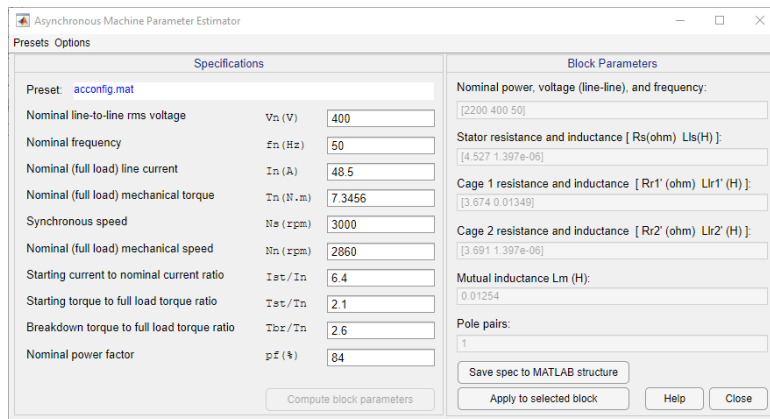 Asynchronous Machine Parameter Estimator
Presets Options
Specifications
Preset: acconfig.mat
Nominal line-to-line rms voltage Vn(V) 400
Nominal frequency fn(Hz) 50
Nominal (full load) line current In(A) 48.5
Nominal (full load) mechanical torque Tn(N.m) 7.3456
Synchronous speed Ns(rpm) 3000
Nominal (full load) mechanical speed Nn(rpm) 2860
Starting current to nominal current ratio Ist/In 6.4
Starting torque to full load torque ratio Tst/Tn 2.1
Breakdown torque to full load torque ratio Tbr/Tn 2.6
Nominal power factor pf(%) 84
Compute block parameters
Block Parameters
Nominal power, voltage (line-line), and frequency:
[2200 400 50]
Stator resistance and inductance [ Rs(ohm) Lls(H) ]:
[4.527 1.397e-06]
Cage 1 resistance and inductance [ Rr1' (ohm) Llr1' (H) ]:
[3.674 0.01349]
Cage 2 resistance and inductance [ Rr2' (ohm) Llr2' (H) ]:
[3.691 1.397e-06]
Mutual inductance Lm (H):
0.01254
Pole pairs:
1
Save spec to MATLAB structure
Apply to selected block Help Close